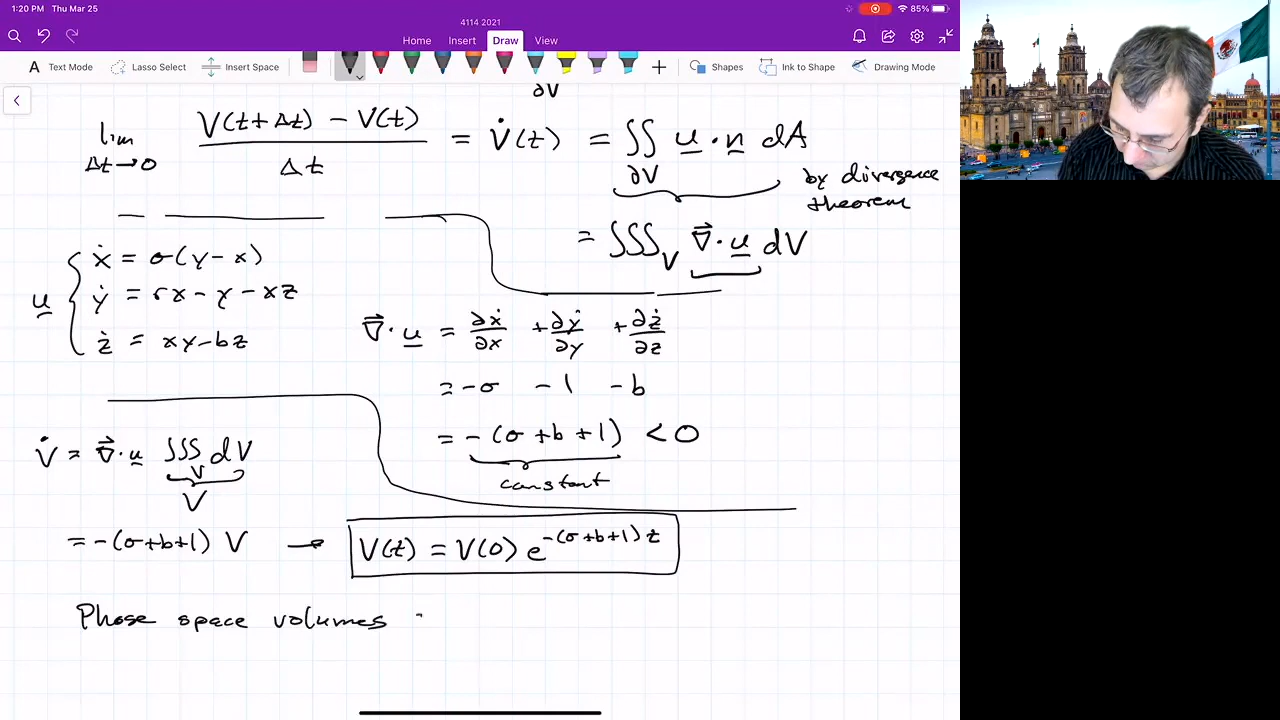 1:20 PM Thu Mar 25
85%
4114 2021
Home Insert Draw View
Text Mode Lasso Select Insert Space Shapes Ink to Shape Drawing Mode
∂V
lim Δt→0 (V(t+Δt) − V(t)) / Δt = V̇(t) = ∬_∂V u · n dA
by divergence
theorem
= ∭_V ∇⃗ · u dV
u { ẋ = σ(y − x)
ẏ = rx − y − xz
ż = xy − bz
∇⃗ · u = ∂ẋ/∂x + ∂ẏ/∂y + ∂ż/∂z
= −σ − 1 − b
= −(σ + b + 1) < 0
constant
V̇ = ∇⃗ · u ∭_V dV
V
= −(σ+b+1) V → V(t) = V(0) e^−(σ+b+1)t
Phase space volumes